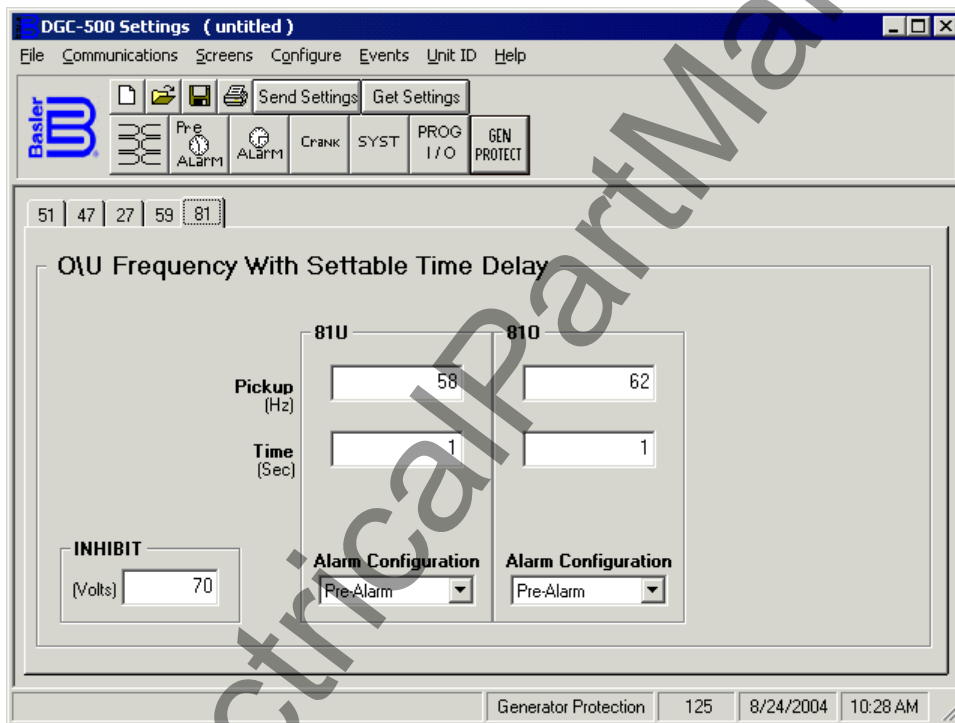 DGC-500 Settings ( untitled )
File Communications Screens Configure Events Unit ID Help
Basler
Send Settings Get Settings
Pre ALarm ALarm Crank SYST PROG I/O GEN PROTECT
51 47 27 59 81
O\U Frequency With Settable Time Delay
81U 81O
Pickup 58 62
(Hz)
Time 1 1
(Sec)
INHIBIT
(Volts) 70
Alarm Configuration Alarm Configuration
Pre-Alarm Pre-Alarm
Generator Protection 125 8/24/2004 10:28 AM
ctricalPartMa